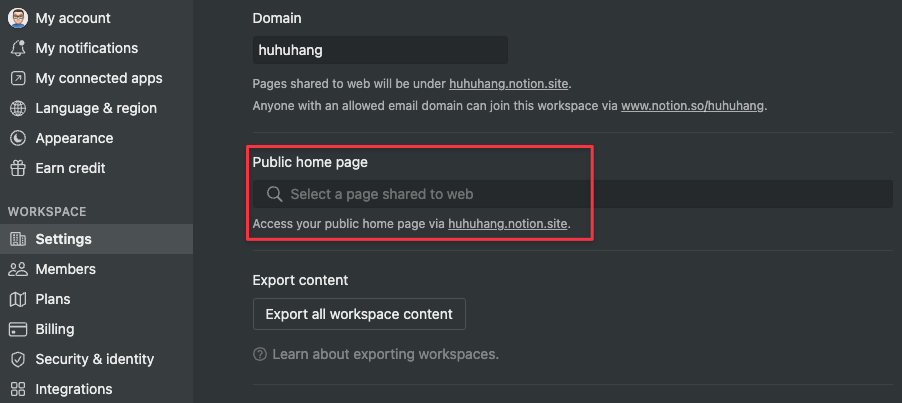 My account
My notifications
My connected apps
Language & region
Appearance
Earn credit
WORKSPACE
Settings
Members
Plans
Billing
Security & identity
Integrations
Domain
huhuhang
Pages shared to web will be under huhuhang.notion.site.
Anyone with an allowed email domain can join this workspace via www.notion.so/huhuhang.
Public home page
Select a page shared to web
Access your public home page via huhuhang.notion.site.
Export content
Export all workspace content
Learn about exporting workspaces.